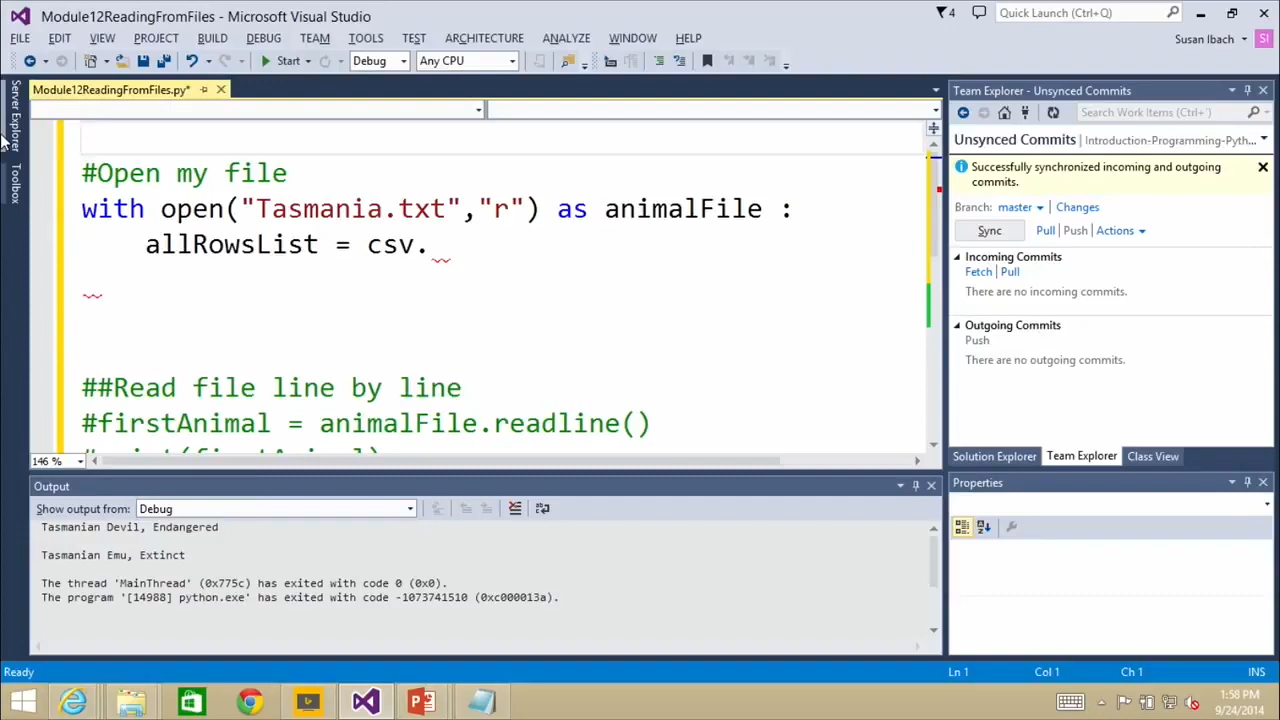 Module12ReadingFromFiles - Microsoft Visual Studio
4
Quick Launch (Ctrl+Q)
FILE EDIT VIEW PROJECT BUILD DEBUG TEAM TOOLS TEST ARCHITECTURE ANALYZE WINDOW HELP
Susan Ibach SI
Start Debug Any CPU
Module12ReadingFromFiles.py*
Server Explorer
Toolbox
#Open my file
with open("Tasmania.txt","r") as animalFile :
allRowsList = csv.
##Read file line by line
#firstAnimal = animalFile.readline()
#print(firstAnimal)
146 %
Output
Show output from: Debug
Tasmanian Devil, Endangered
Tasmanian Emu, Extinct
The thread 'MainThread' (0x775c) has exited with code 0 (0x0).
The program '[14988] python.exe' has exited with code -1073741510 (0xc000013a).
Team Explorer - Unsynced Commits
Search Work Items (Ctrl+')
Unsynced Commits | Introduction-Programming-Pyth...
Successfully synchronized incoming and outgoing
commits.
Branch: master Changes
Sync Pull Push Actions
Incoming Commits
Fetch | Pull
There are no incoming commits.
Outgoing Commits
Push
There are no outgoing commits.
Solution Explorer Team Explorer Class View
Properties
Ready Ln 1 Col 1 Ch 1 INS
1:58 PM
9/24/2014